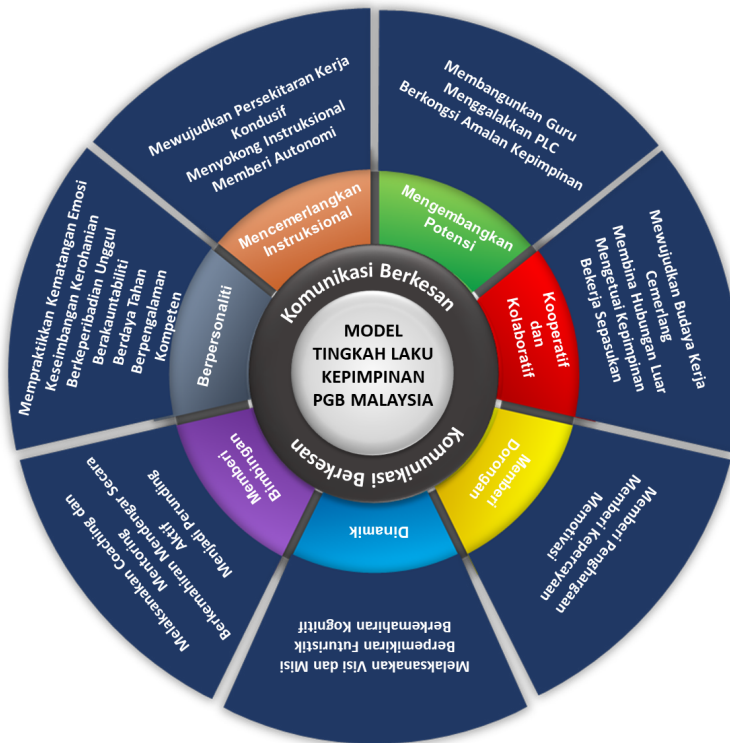 MODEL
TINGKAH LAKU
KEPIMPINAN
PGB MALAYSIA
Komunikasi Berkesan
Komunikasi Berkesan
Mengembangkan
Potensi
Membangunkan Guru
Menggalakkan PLC
Berkongsi Amalan Kepimpinan
Kooperatif
dan
Kolaboratif
Mewujudkan Budaya Kerja
Cemerlang
Membina Hubungan Luar
Mengetuai Kepimpinan
Bekerja Sepasukan
Memberi
Dorongan
Memberi Penghargaan
Memberi Kepercayaan
Memotivasi
Dinamik
Melaksanakan Visi dan Misi
Berpemikiran Futuristik
Berkemahiran Kognitif
Memberi
Bimbingan
Melaksanakan Coaching dan
Mentoring
Berkemahiran Mendengar Secara
Aktif
Menjadi Perunding
Berpersonaliti
Mempraktikkan Kematangan Emosi
Keseimbangan Kerohanian
Berkeperibadian Unggul
Berakauntabiliti
Berdaya Tahan
Berpengalaman
Kompeten
Mencemerlangkan
Instruksional
Mewujudkan Persekitaran Kerja
Kondusif
Menyokong Instruksional
Memberi Autonomi